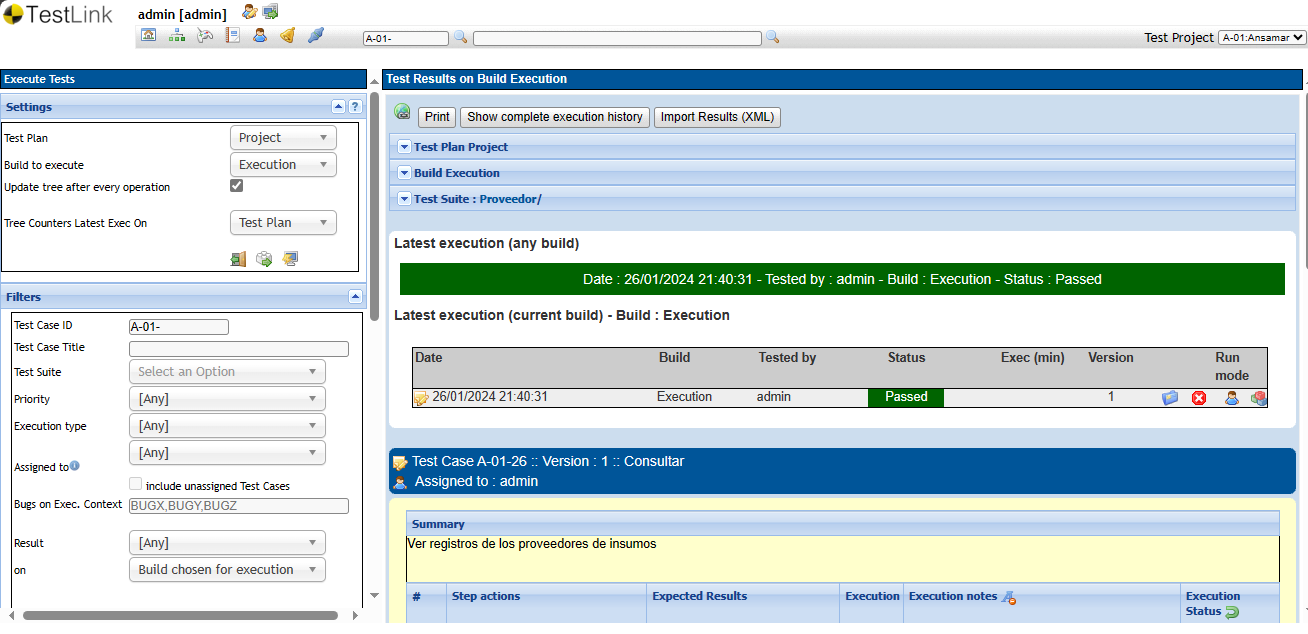 TestLink
admin [admin]
A-01-
Test Project A-01:Ansamar
Execute Tests
Settings
?
Test Plan Project
Build to execute Execution
Update tree after every operation
Tree Counters Latest Exec On Test Plan
Filters
Test Case ID A-01-
Test Case Title
Test Suite Select an Option
Priority [Any]
Execution type [Any]
[Any]
Assigned to
include unassigned Test Cases
Bugs on Exec. Context BUGX,BUGY,BUGZ
Result [Any]
on Build chosen for execution
Test Results on Build Execution
Print Show complete execution history Import Results (XML)
Test Plan Project
Build Execution
Test Suite : Proveedor/
Latest execution (any build)
Date : 26/01/2024 21:40:31 - Tested by : admin - Build : Execution - Status : Passed
Latest execution (current build) - Build : Execution
Date Build Tested by Status Exec (min) Version Run mode
26/01/2024 21:40:31 Execution admin Passed 1
Test Case A-01-26 :: Version : 1 :: Consultar
Assigned to : admin
Summary
Ver registros de los proveedores de insumos
# Step actions Expected Results Execution Execution notes Execution Status